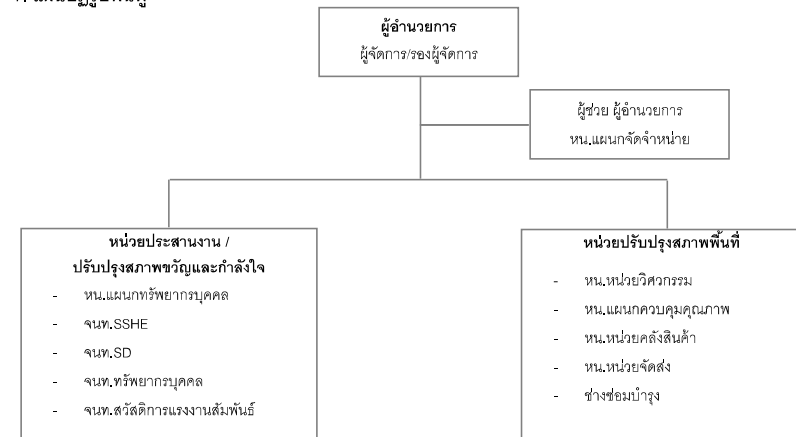 ผู้อำนวยการ
ผู้จัดการ/รองผู้จัดการ
ผู้ช่วย ผู้อำนวยการ
หน.แผนกจัดจำหน่าย
หน่วยประสานงาน /
ปรับปรุงสภาพขวัญและกำลังใจ
- หน.แผนกทรัพยากรบุคคล
- จนท.SSHE
- จนท.SD
- จนท.ทรัพยากรบุคคล
- จนท.สวัสดิการแรงงานสัมพันธ์
หน่วยปรับปรุงสภาพพื้นที่
- หน.หน่วยวิศวกรรม
- หน.แผนกควบคุมคุณภาพ
- หน.หน่วยคลังสินค้า
- หน.หน่วยจัดส่ง
- ช่างซ่อมบำรุง